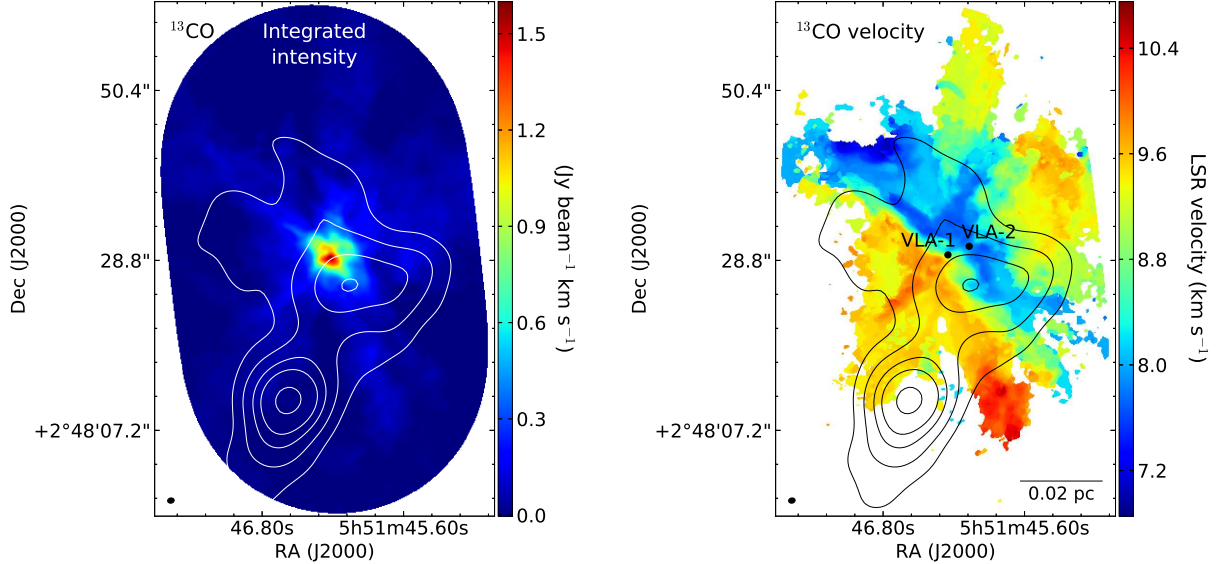 ¹³CO
Integrated
intensity
50.4"
28.8"
+2°48'07.2"
Dec (J2000)
46.80s
5h51m45.60s
RA (J2000)
1.5
1.2
0.9
0.6
0.3
0.0
(Jy beam⁻¹ km s⁻¹)
¹³CO velocity
50.4"
28.8"
+2°48'07.2"
Dec (J2000)
VLA-1
VLA-2
0.02 pc
46.80s
5h51m45.60s
RA (J2000)
10.4
9.6
8.8
8.0
7.2
LSR velocity (km s⁻¹)